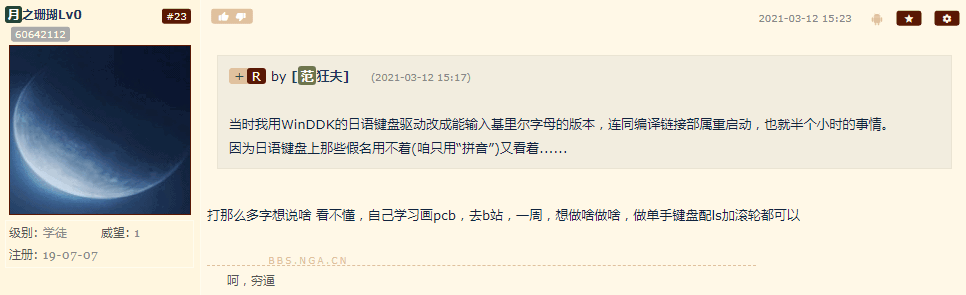 月之珊瑚Lv0
#23
60642112
级别: 学徒 威望: 1
注册: 19-07-07
2021-03-12 15:23
+ R by [范狂夫] (2021-03-12 15:17)
当时我用WinDDK的日语键盘驱动改成能输入基里尔字母的版本，连同编译链接部属重启动，也就半个小时的事情。
因为日语键盘上那些假名用不着(咱只用“拼音”)又看着......
打那么多字想说啥 看不懂，自己学习画pcb，去b站，一周，想做啥做啥，做单手键盘配ls加滚轮都可以
BBS.NGA.CN
呵，穷逼